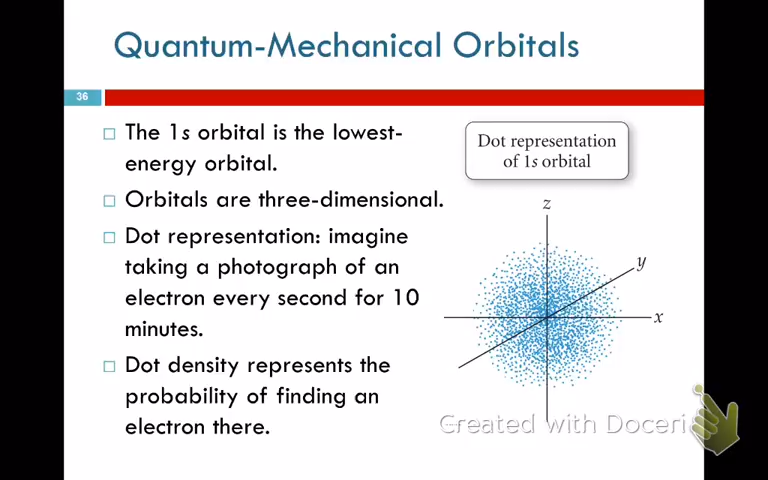 Quantum-Mechanical Orbitals
36
The 1s orbital is the lowest-
energy orbital.
Orbitals are three-dimensional.
Dot representation: imagine
taking a photograph of an
electron every second for 10
minutes.
Dot density represents the
probability of finding an
electron there.
Dot representation
of 1s orbital
z
y
x
Created with Doceri